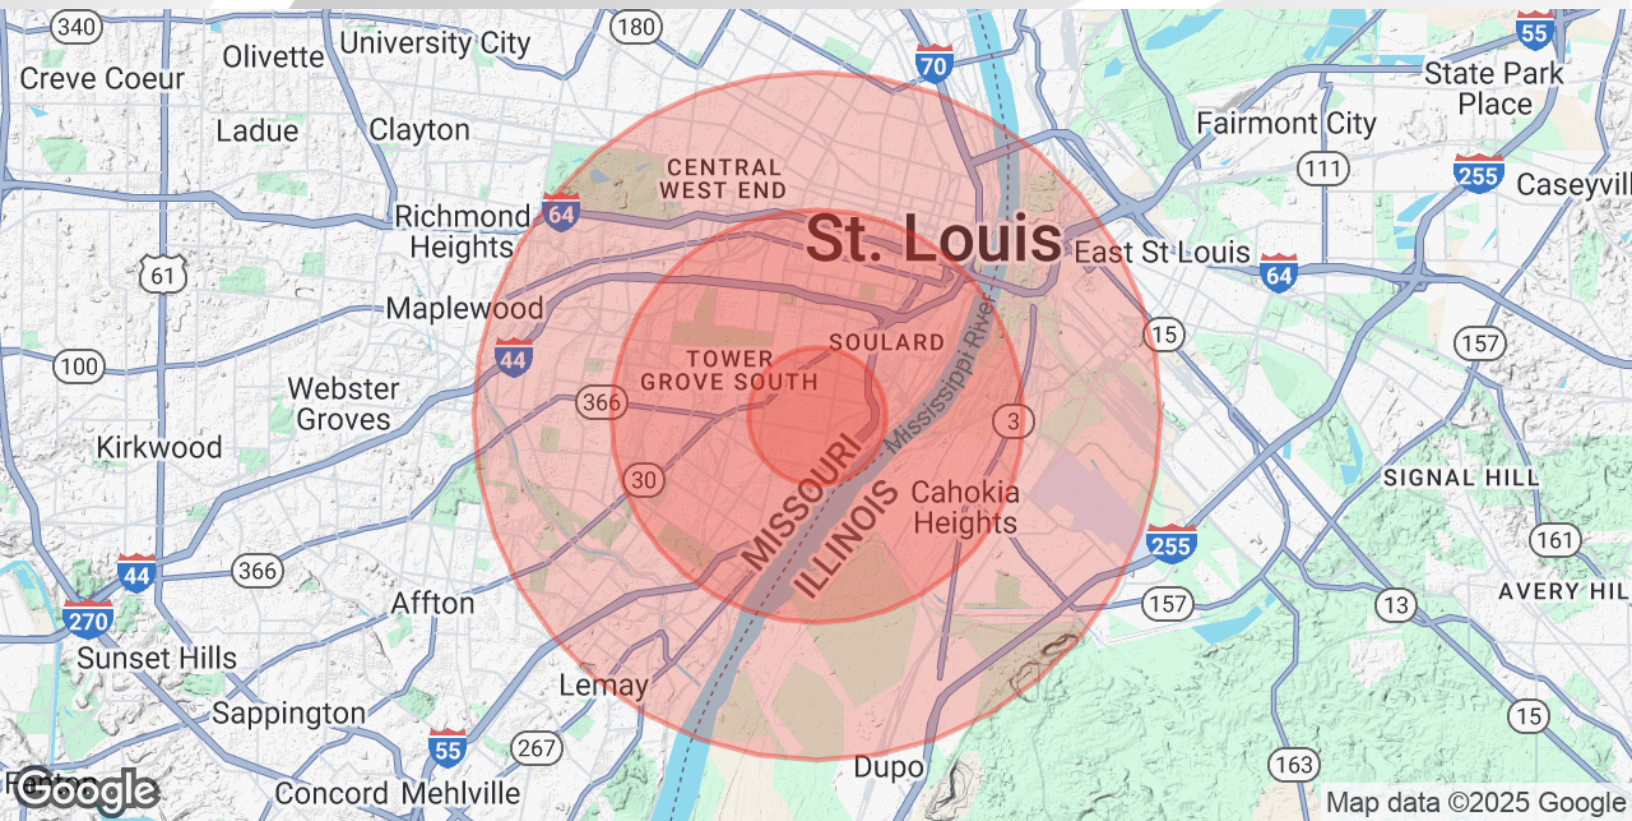 340
180
55
Olivette
University City
70
Creve Coeur
State Park
Place
Ladue
Clayton
Fairmont City
CENTRAL
WEST END
111
255
Caseyvill
64
Richmond
Heights
St. Louis
East St Louis
61
64
Maplewood
Mississippi River
15
SOULARD
157
44
100
TOWER
GROVE SOUTH
Webster
Groves
366
3
Kirkwood
30
MISSOURI
ILLINOIS
Cahokia
Heights
SIGNAL HILL
255
161
44
366
AVERY HIL
Affton
157
13
270
Sunset Hills
Lemay
Sappington
15
55
267
Dupo
163
Fenton
Google
Concord
Mehlville
Map data ©2025 Google